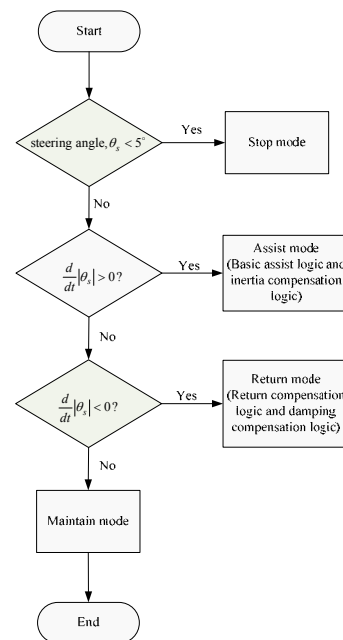 Start
steering angle, θₛ < 5°
Yes
Stop mode
No
d/dt |θₛ| > 0 ?
Yes
Assist mode
(Basic assist logic and
inertia compensation
logic)
No
d/dt |θₛ| < 0 ?
Yes
Return mode
(Return compensation
logic and damping
compensation logic)
No
Maintain mode
End